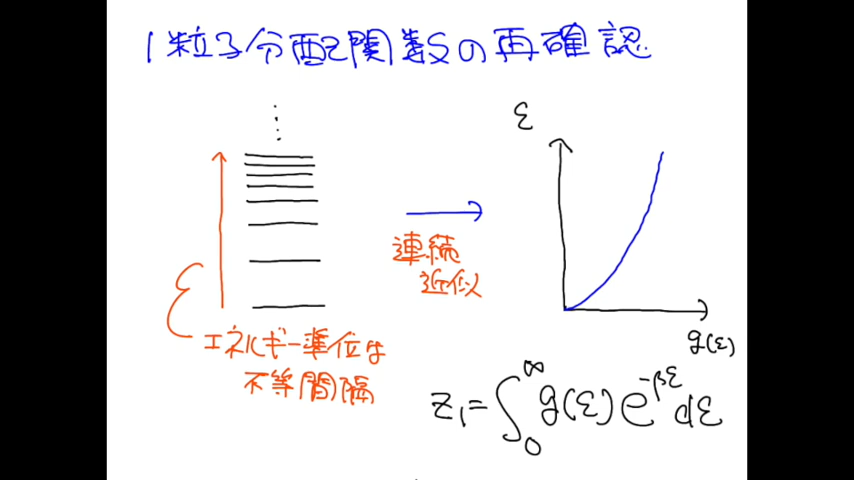 1粒子分配関数の再確認
ε
連続
近似
ε
エネルギー準位は
不等間隔
g(ε)
z₁=∫₀^∞ g(ε) e^{-βε} dε